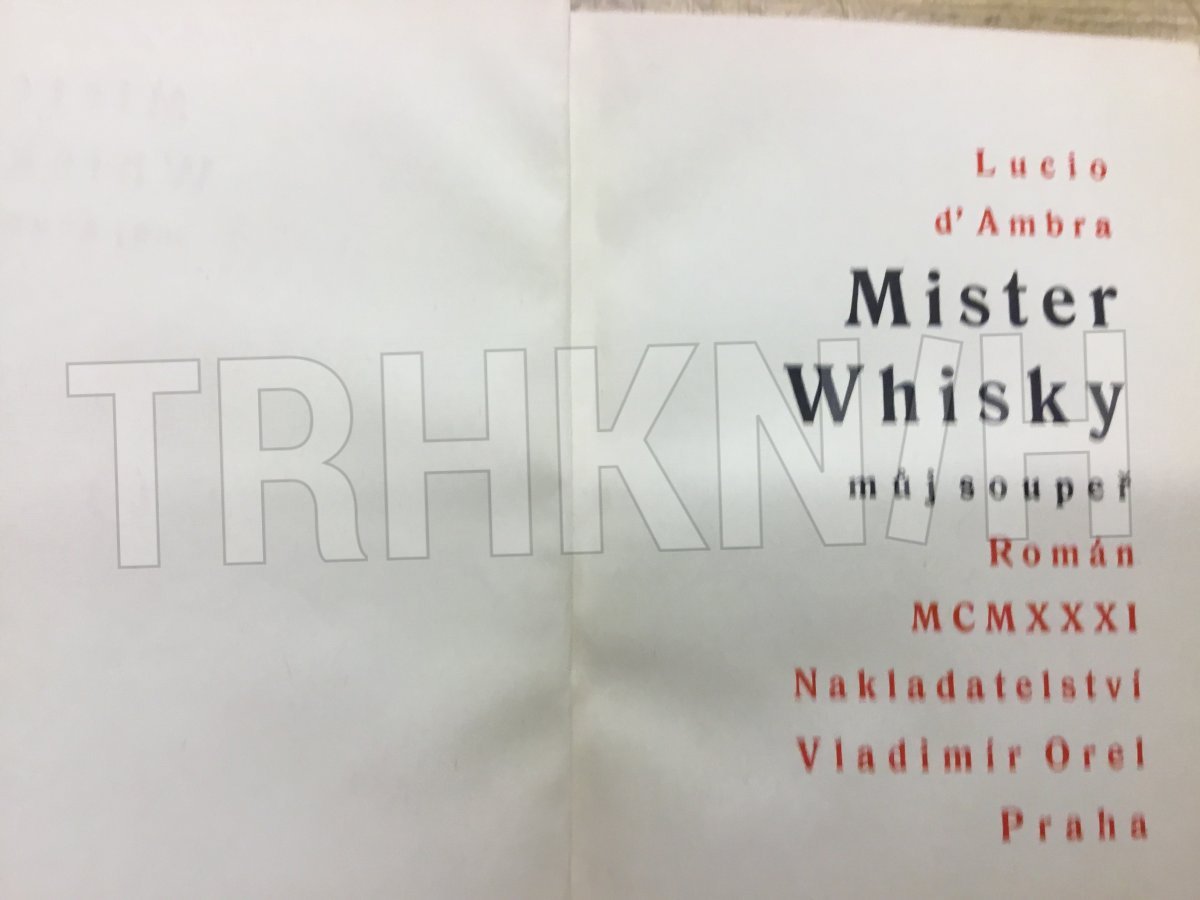 Lucio
d'Ambra
Mister
Whisky
můj soupeř
Román
MCMXXXI
Nakladatelství
Vladimír Orel
Praha
TRHKNIH